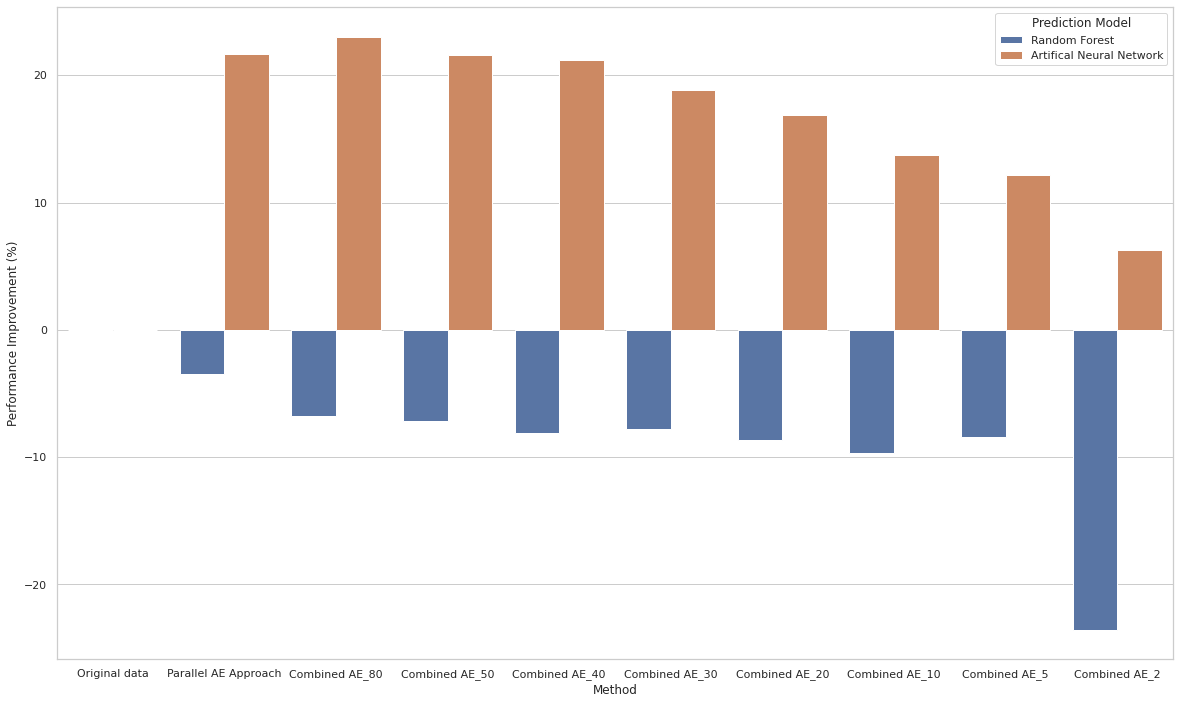 Prediction Model
Random Forest
Artifical Neural Network
Performance Improvement (%)
20
10
0
−10
−20
Original data
Parallel AE Approach
Combined AE_80
Combined AE_50
Combined AE_40
Combined AE_30
Combined AE_20
Combined AE_10
Combined AE_5
Combined AE_2
Method